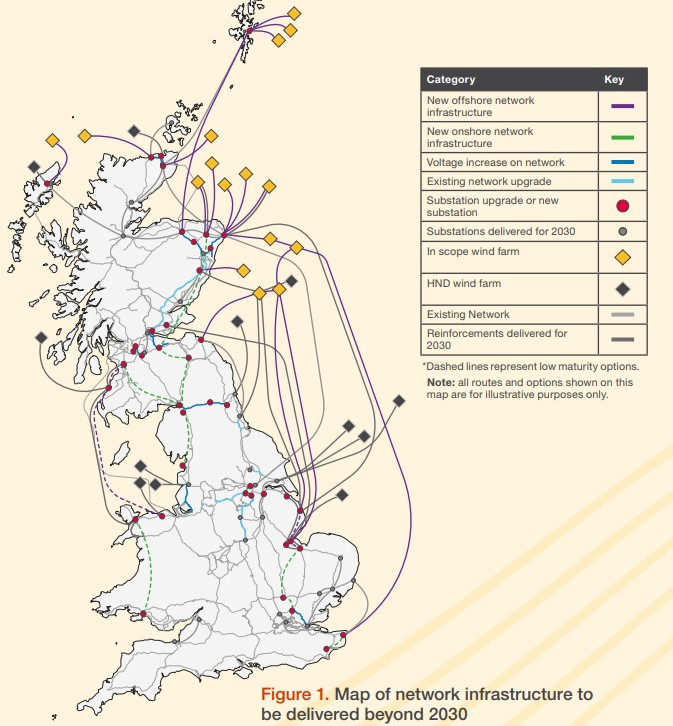 Category Key
New offshore network
infrastructure
New onshore network
infrastructure
Voltage increase on network
Existing network upgrade
Substation upgrade or new
substation
Substations delivered for 2030
In scope wind farm
HND wind farm
Existing Network
Reinforcements delivered for
2030
*Dashed lines represent low maturity options.
Note: all routes and options shown on this
map are for illustrative purposes only.
Figure 1. Map of network infrastructure to
be delivered beyond 2030